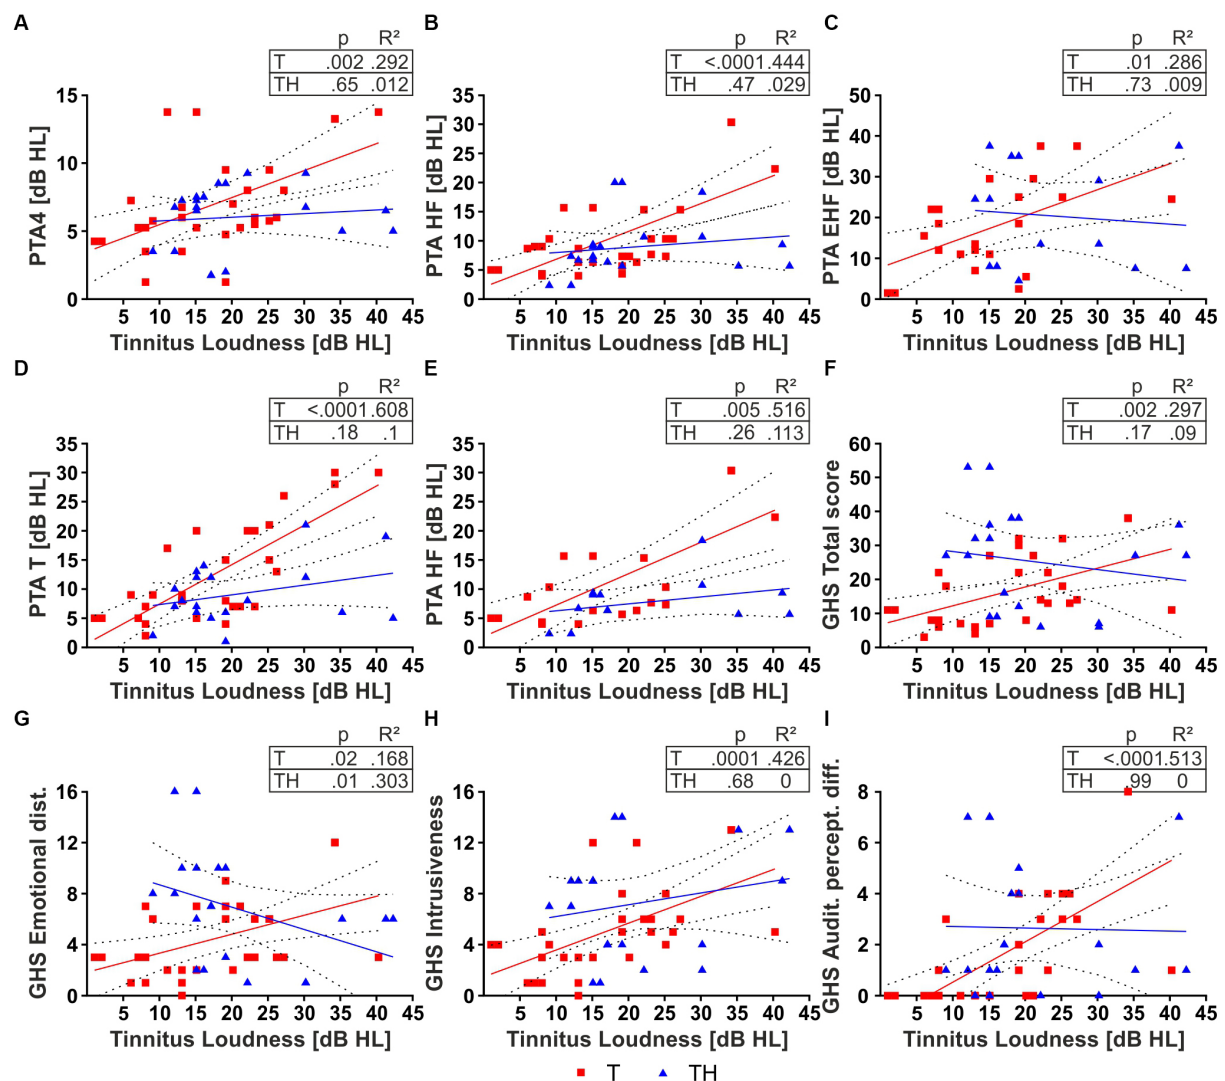 A
p R²
T .002 .292
TH .65 .012
PTA4 [dB HL]
15
10
5
0
5 10 15 20 25 30 35 40 45
Tinnitus Loudness [dB HL]
B
p R²
T <.0001 .444
TH .47 .029
PTA HF [dB HL]
35
30
25
20
15
10
5
0
5 10 15 20 25 30 35 40 45
Tinnitus Loudness [dB HL]
C
p R²
T .01 .286
TH .73 .009
PTA EHF [dB HL]
50
40
30
20
10
0
5 10 15 20 25 30 35 40 45
Tinnitus Loudness [dB HL]
D
p R²
T <.0001 .608
TH .18 .1
PTA T [dB HL]
35
30
25
20
15
10
5
0
5 10 15 20 25 30 35 40 45
Tinnitus Loudness [dB HL]
E
p R²
T .005 .516
TH .26 .113
PTA HF [dB HL]
35
30
25
20
15
10
5
0
5 10 15 20 25 30 35 40 45
Tinnitus Loudness [dB HL]
F
p R²
T .002 .297
TH .17 .09
GHS Total score
60
50
40
30
20
10
0
5 10 15 20 25 30 35 40 45
Tinnitus Loudness [dB HL]
G
p R²
T .02 .168
TH .01 .303
GHS Emotional dist.
16
12
8
4
0
5 10 15 20 25 30 35 40 45
Tinnitus Loudness [dB HL]
H
p R²
T .0001 .426
TH .68 0
GHS Intrusiveness
16
12
8
4
0
5 10 15 20 25 30 35 40 45
Tinnitus Loudness [dB HL]
I
p R²
T <.0001 .513
TH .99 0
GHS Audit. percept. diff.
8
6
4
2
0
5 10 15 20 25 30 35 40 45
Tinnitus Loudness [dB HL]
T TH